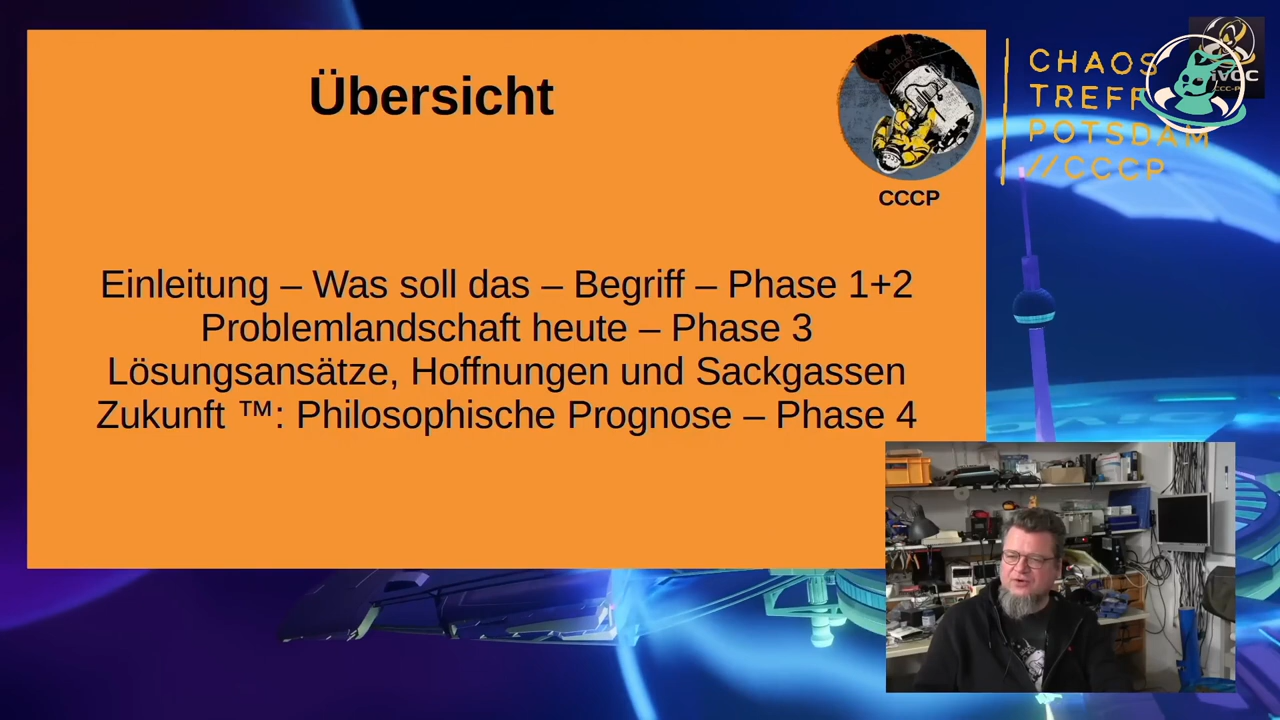 Übersicht
CCCP
Einleitung – Was soll das – Begriff – Phase 1+2
Problemlandschaft heute – Phase 3
Lösungsansätze, Hoffnungen und Sackgassen
Zukunft ™: Philosophische Prognose – Phase 4
CHAOS
TREFF
POTSDAM
//CCCP